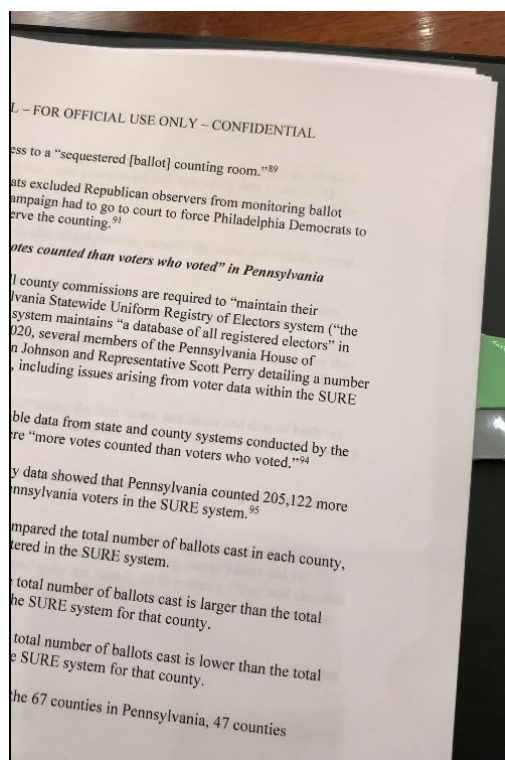 L – FOR OFFICIAL USE ONLY – CONFIDENTIAL
ess to a “sequestered [ballot] counting room.”89
ats excluded Republican observers from monitoring ballot
ampaign had to go to court to force Philadelphia Democrats to
erve the counting.91
otes counted than voters who voted” in Pennsylvania
l county commissions are required to “maintain their
lvania Statewide Uniform Registry of Electors system (“the
system maintains “a database of all registered electors” in
020, several members of the Pennsylvania House of
n Johnson and Representative Scott Perry detailing a number
, including issues arising from voter data within the SURE
ble data from state and county systems conducted by the
ere “more votes counted than voters who voted.”94
y data showed that Pennsylvania counted 205,122 more
ennsylvania voters in the SURE system.95
mpared the total number of ballots cast in each county,
tered in the SURE system.
total number of ballots cast is larger than the total
he SURE system for that county.
total number of ballots cast is lower than the total
e SURE system for that county.
the 67 counties in Pennsylvania, 47 counties